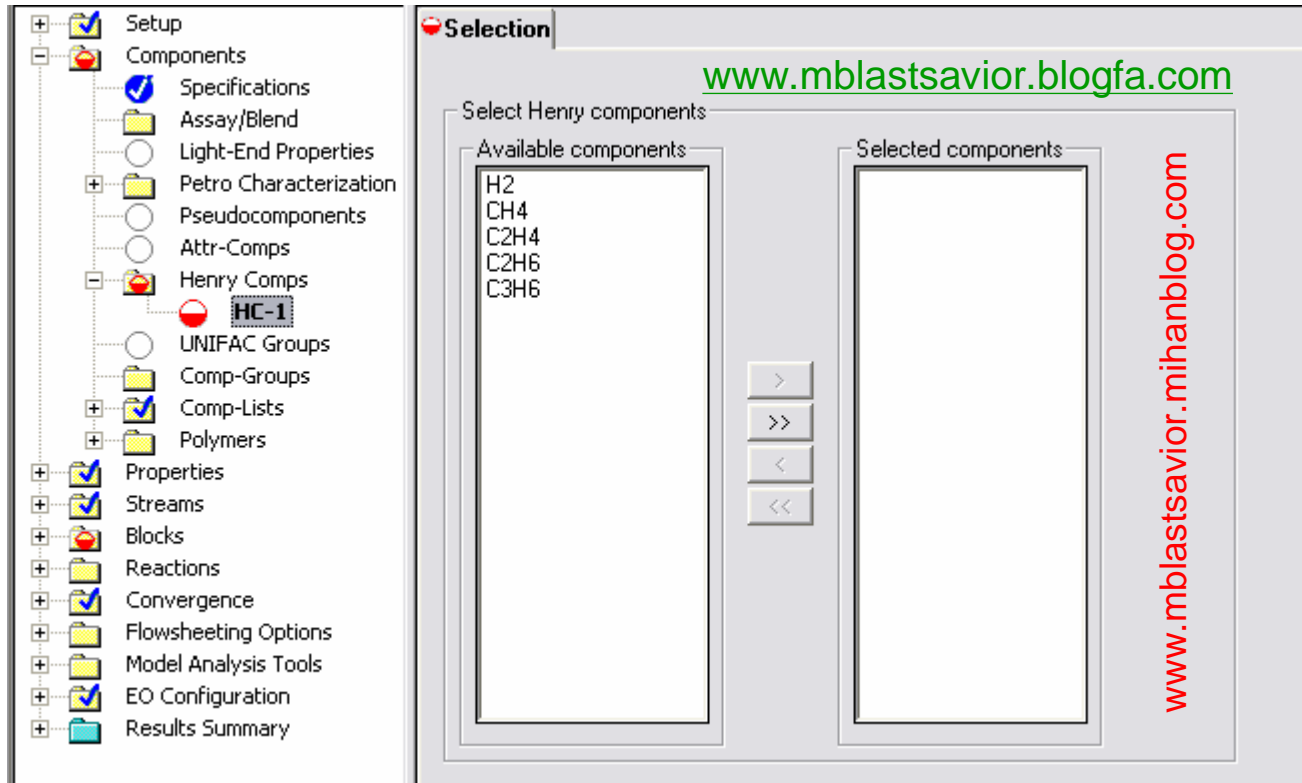 Setup
Components
Specifications
Assay/Blend
Light-End Properties
Petro Characterization
Pseudocomponents
Attr-Comps
Henry Comps
HC-1
UNIFAC Groups
Comp-Groups
Comp-Lists
Polymers
Properties
Streams
Blocks
Reactions
Convergence
Flowsheeting Options
Model Analysis Tools
EO Configuration
Results Summary
Selection
www.mblastsavior.blogfa.com
Select Henry components
Available components
H2
CH4
C2H4
C2H6
C3H6
>
>>
<
<<
Selected components
www.mblastsavior.mihanblog.com